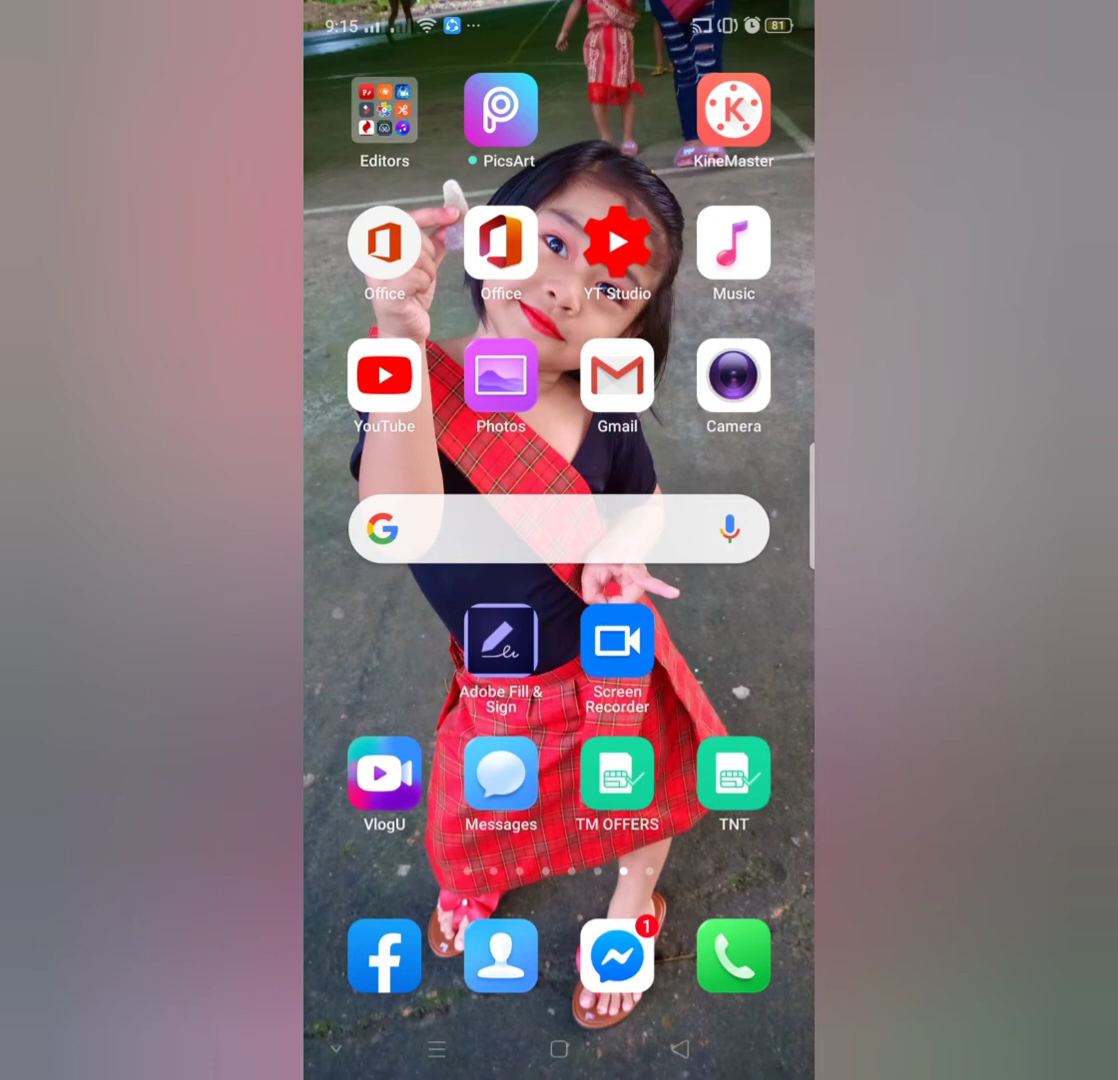 9:15 81
Editors PicsArt KineMaster
Office Office YT Studio Music
YouTube Photos Gmail Camera
Adobe Fill & Screen
Sign Recorder
VlogU Messages TM OFFERS TNT
1